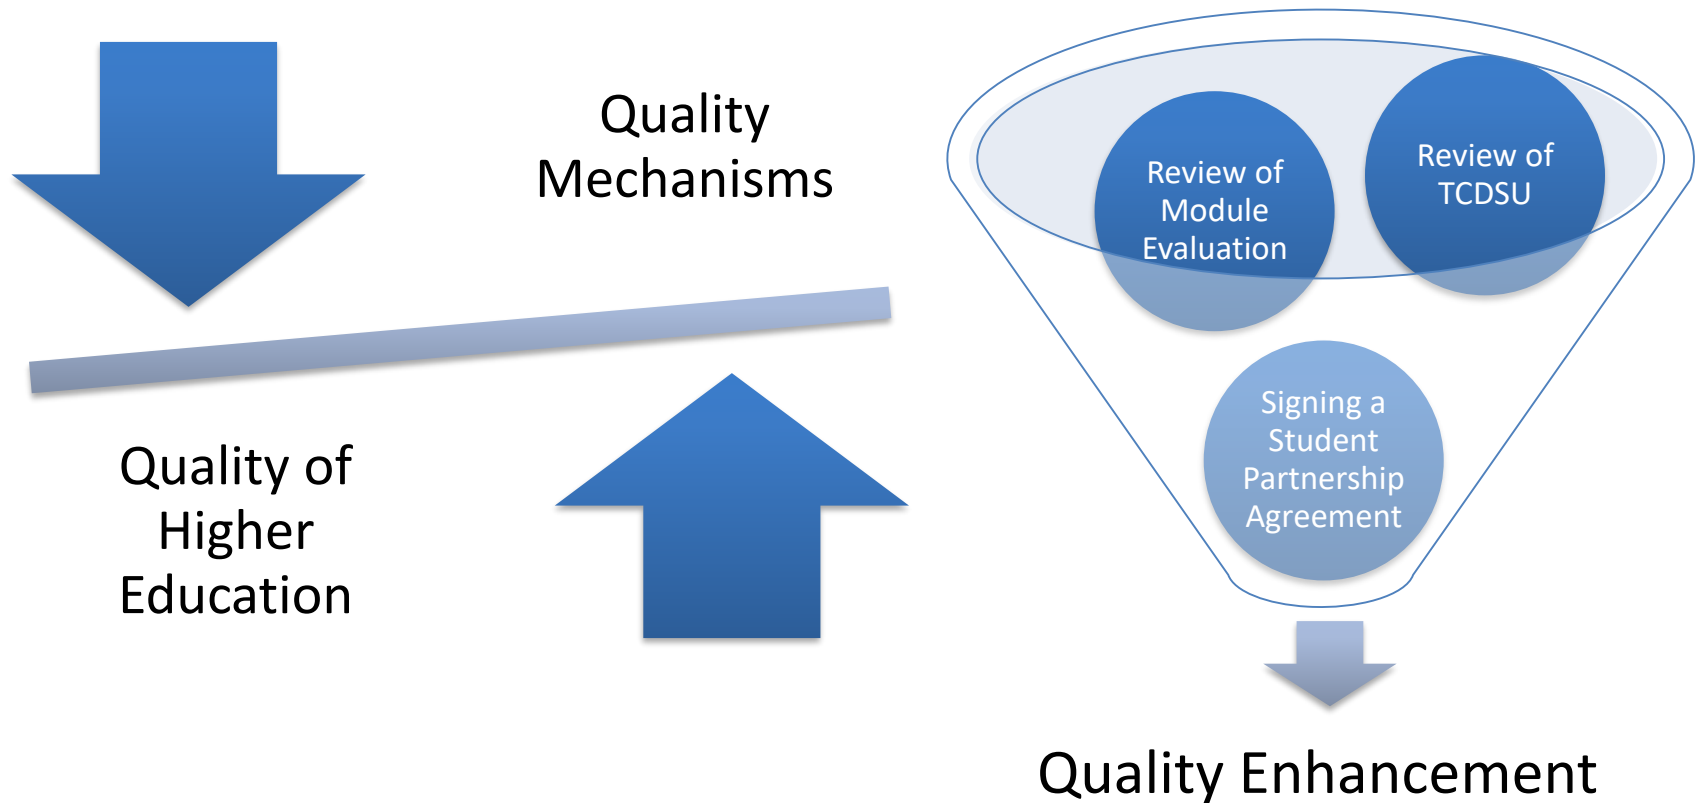 Quality
Mechanisms
Quality of
Higher
Education
Review of
Module
Evaluation
Review of
TCDSU
Signing a
Student
Partnership
Agreement
Quality Enhancement